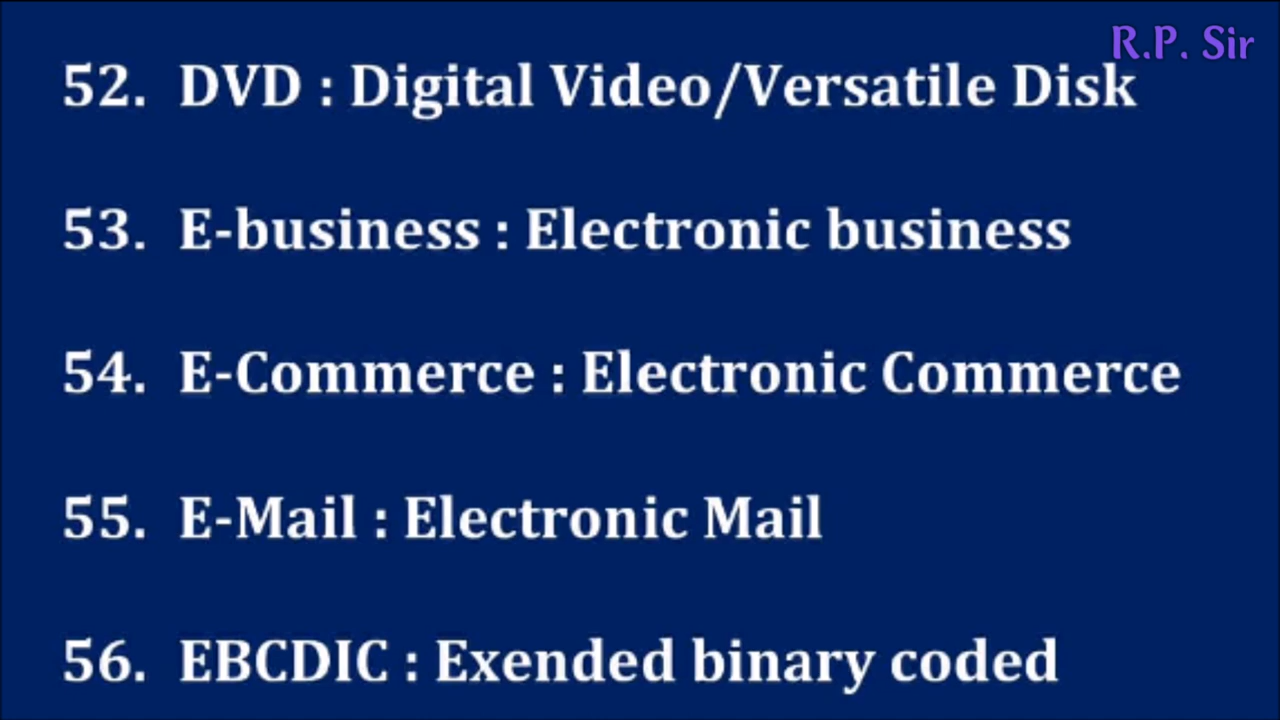 R.P. Sir
52. DVD : Digital Video/Versatile Disk
53. E-business : Electronic business
54. E-Commerce : Electronic Commerce
55. E-Mail : Electronic Mail
56. EBCDIC : Exended binary coded